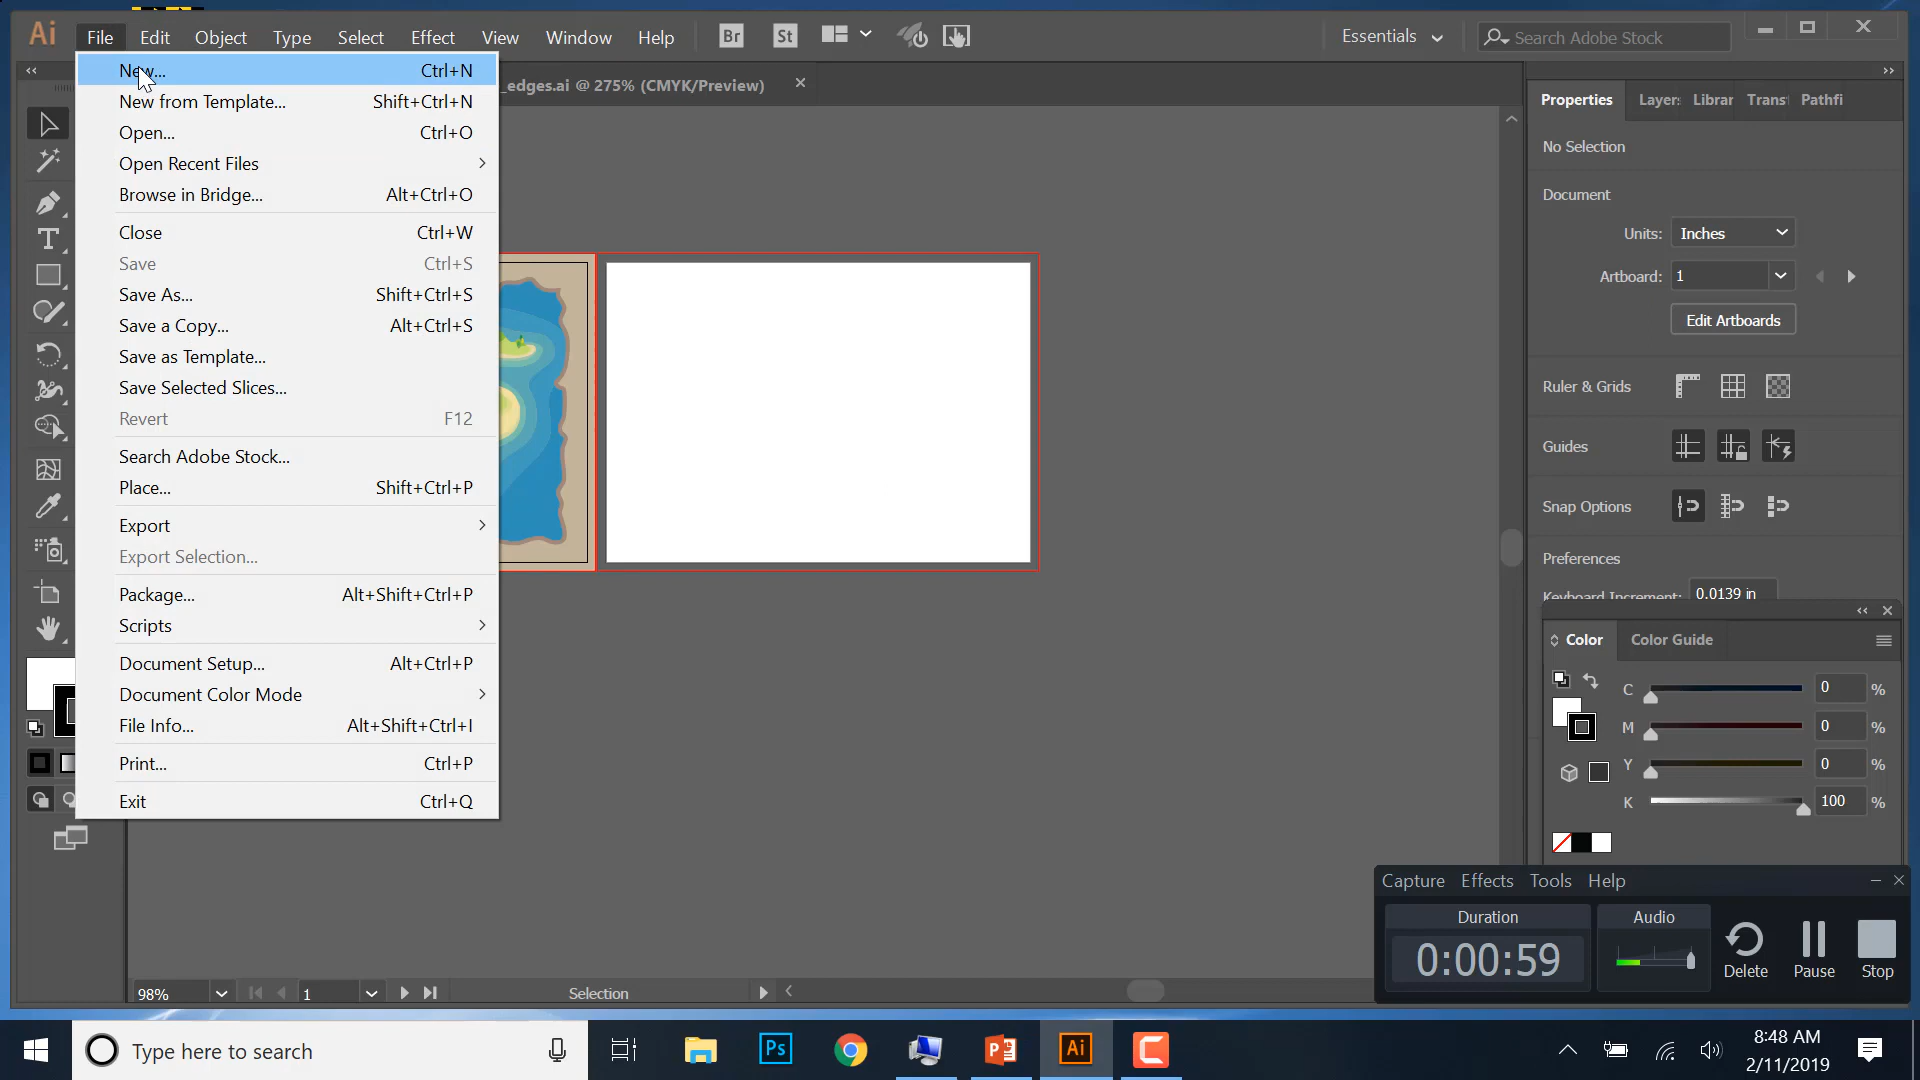 Ai File Edit Object Type Select Effect View Window Help Br St Essentials Search Adobe Stock
New... Ctrl+N
New from Template... Shift+Ctrl+N
Open... Ctrl+O
Open Recent Files
Browse in Bridge... Alt+Ctrl+O
Close Ctrl+W
Save Ctrl+S
Save As... Shift+Ctrl+S
Save a Copy... Alt+Ctrl+S
Save as Template...
Save Selected Slices...
Revert F12
Search Adobe Stock...
Place... Shift+Ctrl+P
Export
Export Selection...
Package... Alt+Shift+Ctrl+P
Scripts
Document Setup... Alt+Ctrl+P
Document Color Mode
File Info... Alt+Shift+Ctrl+I
Print... Ctrl+P
Exit Ctrl+Q
_edges.ai @ 275% (CMYK/Preview)
Properties Layers Librar Trans Pathfi
No Selection
Document
Units: Inches
Artboard: 1
Edit Artboards
Ruler & Grids
Guides
Snap Options
Preferences
Keyboard Increment: 0.0139 in
Color Color Guide
C 0 %
M 0 %
Y 0 %
K 100 %
Capture Effects Tools Help
Duration Audio
0:00:59
Delete Pause Stop
98% 1 Selection
Type here to search
Ps
Ai
8:48 AM
2/11/2019